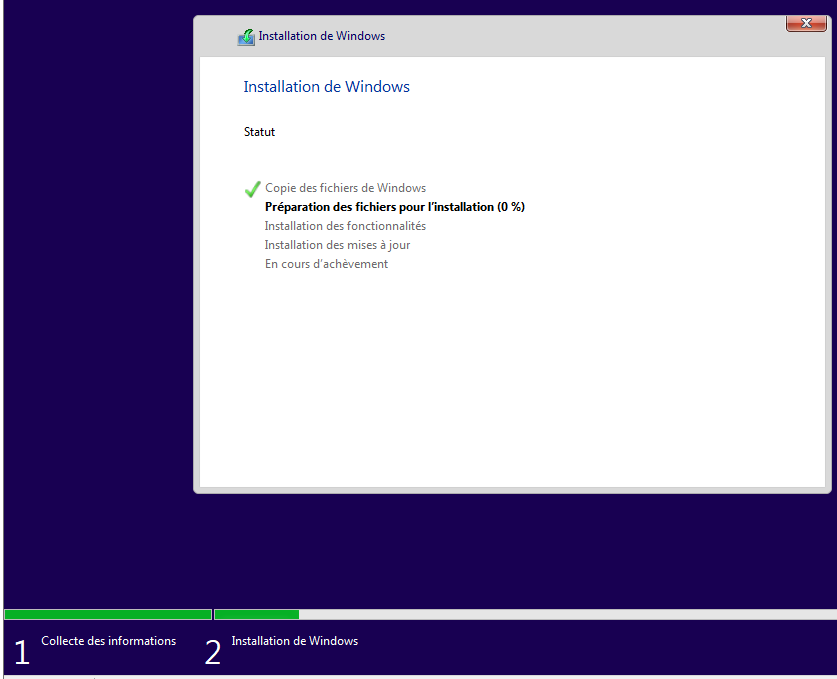 Installation de Windows
Installation de Windows
Statut
Copie des fichiers de Windows
Préparation des fichiers pour l'installation (0 %)
Installation des fonctionnalités
Installation des mises à jour
En cours d'achèvement
1 Collecte des informations 2 Installation de Windows